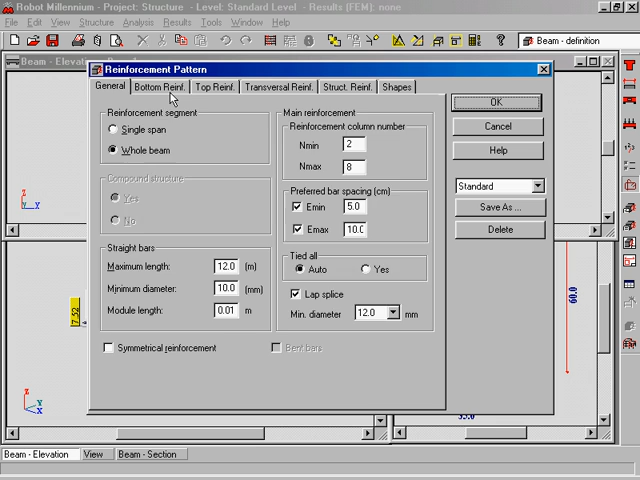 Robot Millennium - Project: Structure - Level: Standard Level - Results (FEM): none
File Edit View Structure Analysis Results Tools Window Help
Beam - definition
Beam - Eleva
Reinforcement Pattern
General Bottom Reinf. Top Reinf. Transversal Reinf. Struct. Reinf. Shapes
Reinforcement segment
Single span
Whole beam
Compound structure
Yes
No
Straight bars
Maximum length: 12.0 (m)
Minimum diameter: 10.0 (mm)
Module length: 0.01 m
Symmetrical reinforcement
Main reinforcement
Reinforcement column number
Nmin 2
Nmax 8
Preferred bar spacing (cm)
Emin 5.0
Emax 10.0
Tied all
Auto Yes
Lap splice
Min. diameter 12.0 mm
Bent bars
OK
Cancel
Help
Standard
Save As ...
Delete
Z
Y X
7.52
60.0
Z
Y
X
Beam - Elevation View Beam - Section